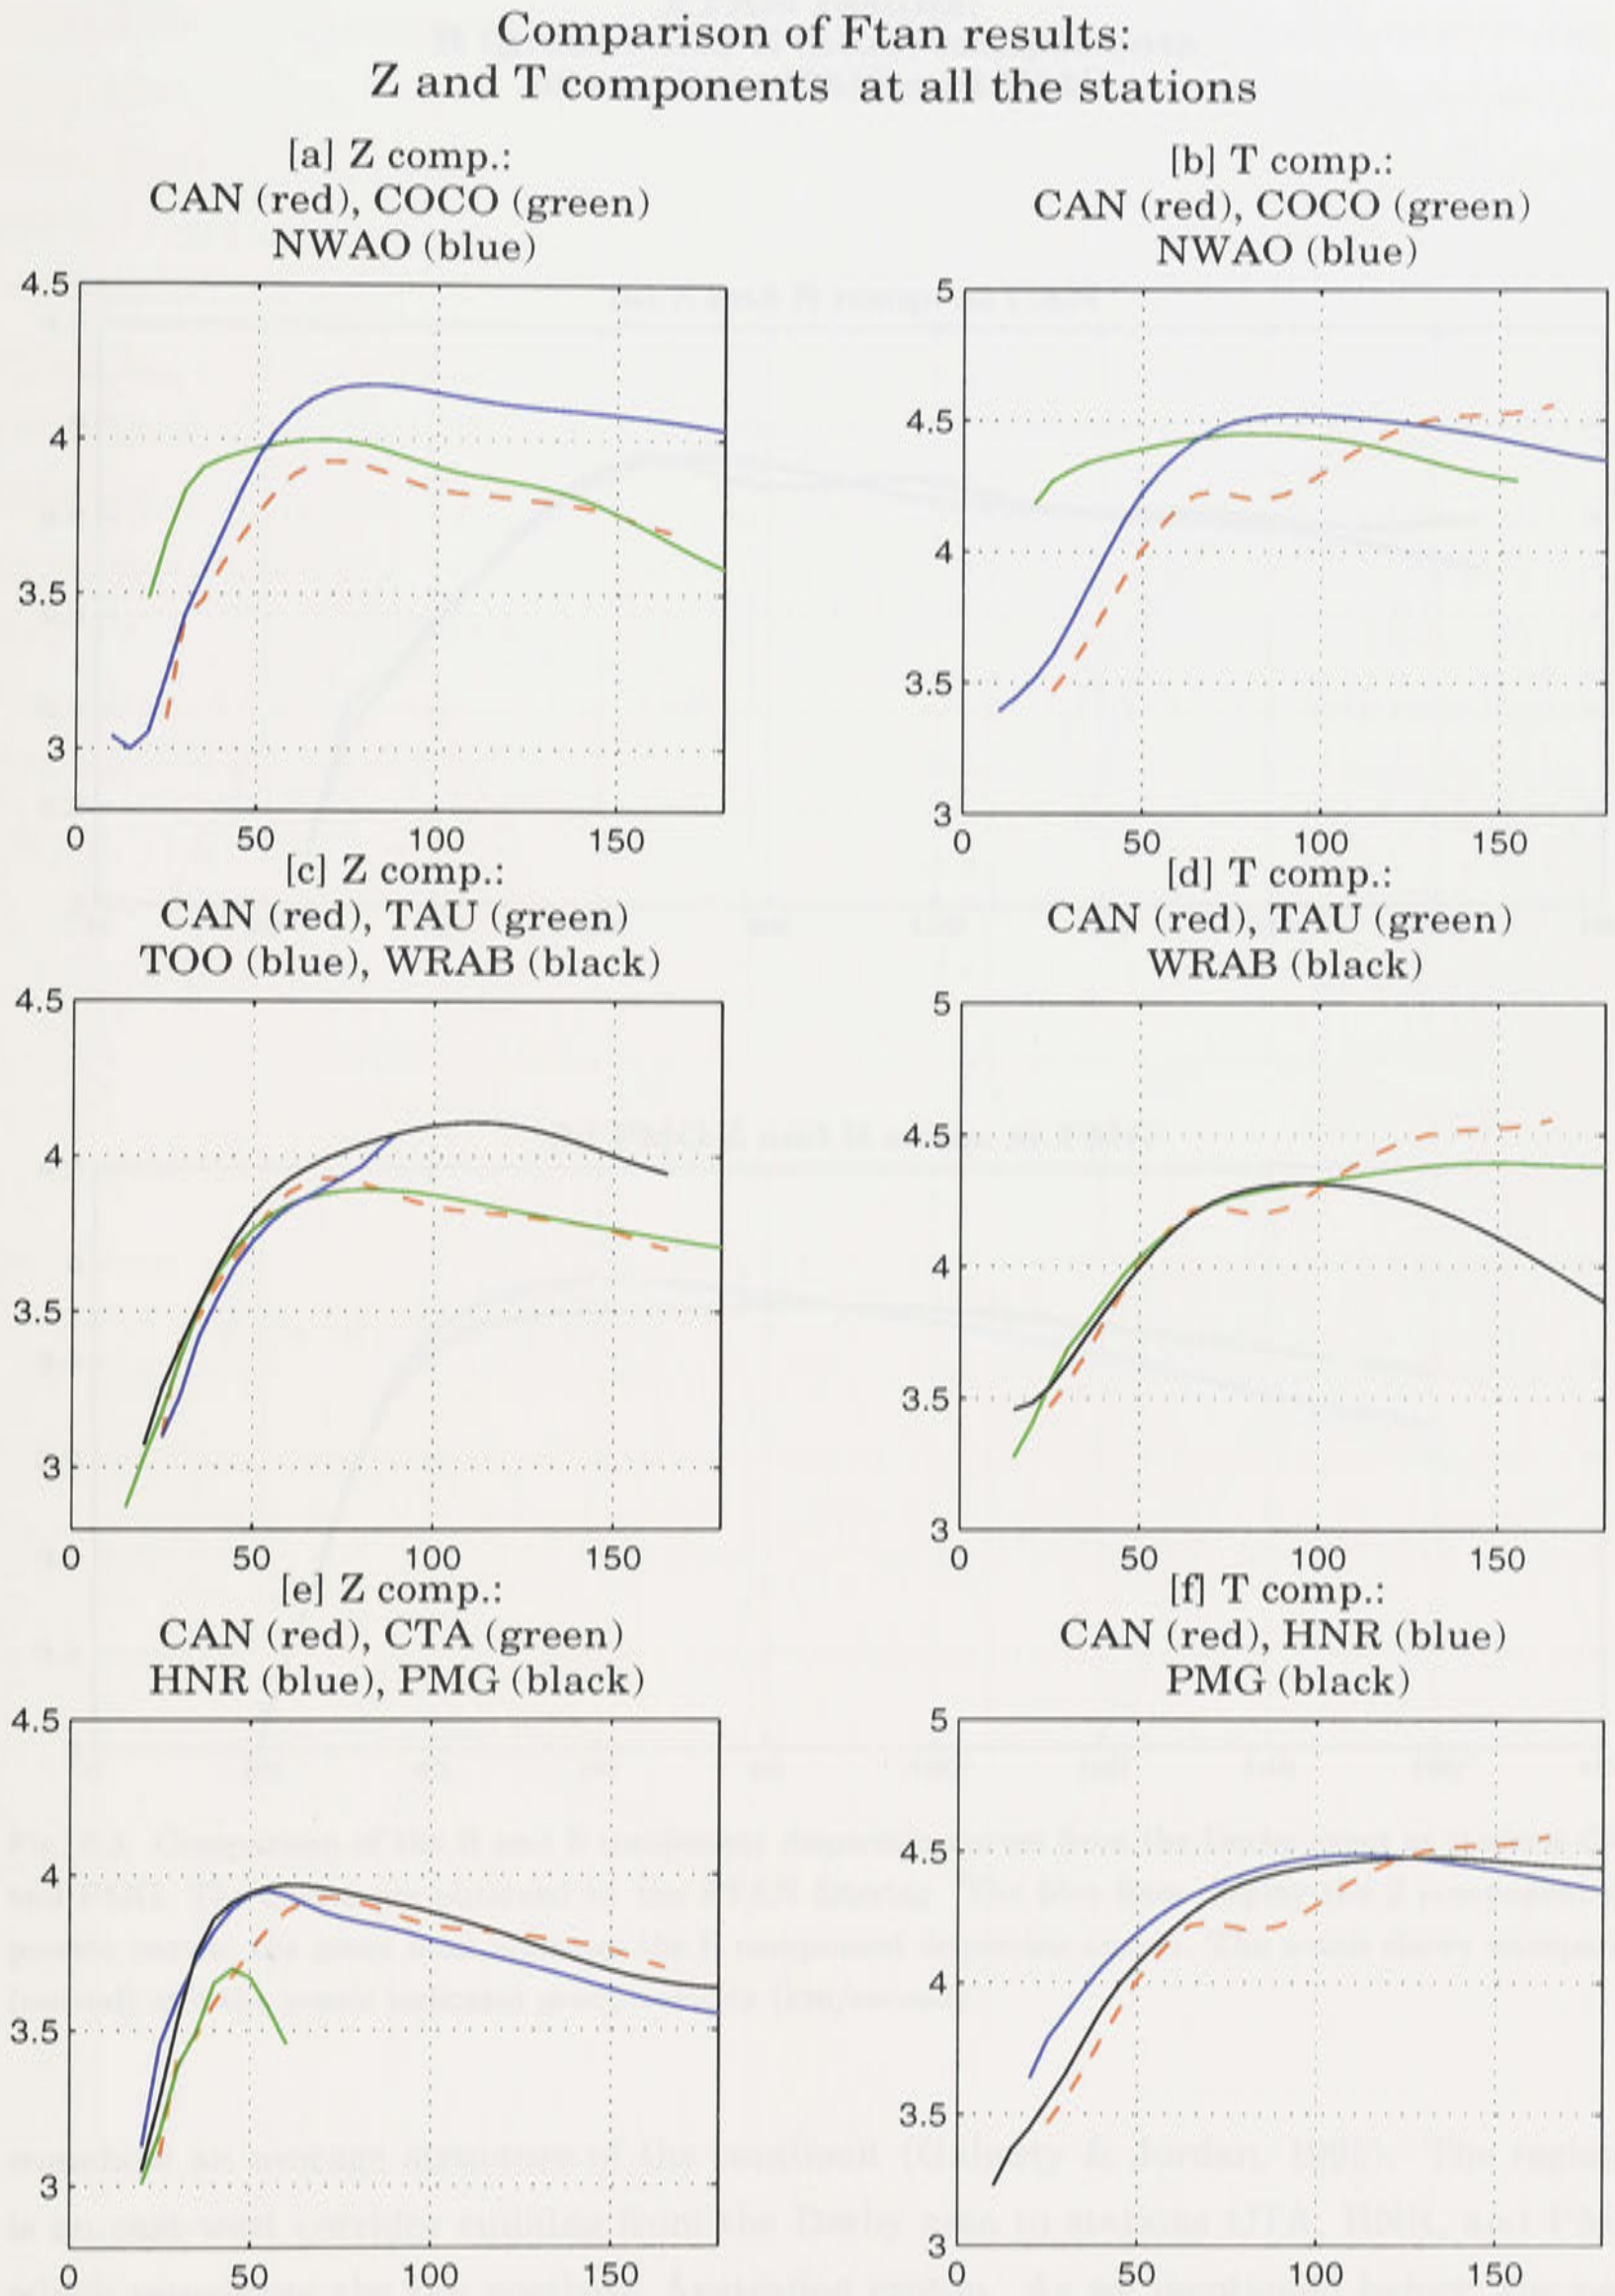 Comparison of Ftan results:
Z and T components at all the stations
[a] Z comp.:
CAN (red), COCO (green)
NWAO (blue)
4.5
4
3.5
3
0 50 100 150
[b] T comp.:
CAN (red), COCO (green)
NWAO (blue)
5
4.5
4
3.5
3
0 50 100 150
[c] Z comp.:
CAN (red), TAU (green)
TOO (blue), WRAB (black)
4.5
4
3.5
3
0 50 100 150
[d] T comp.:
CAN (red), TAU (green)
WRAB (black)
5
4.5
4
3.5
3
0 50 100 150
[e] Z comp.:
CAN (red), CTA (green)
HNR (blue), PMG (black)
4.5
4
3.5
3
0 50 100 150
[f] T comp.:
CAN (red), HNR (blue)
PMG (black)
5
4.5
4
3.5
3
0 50 100 150